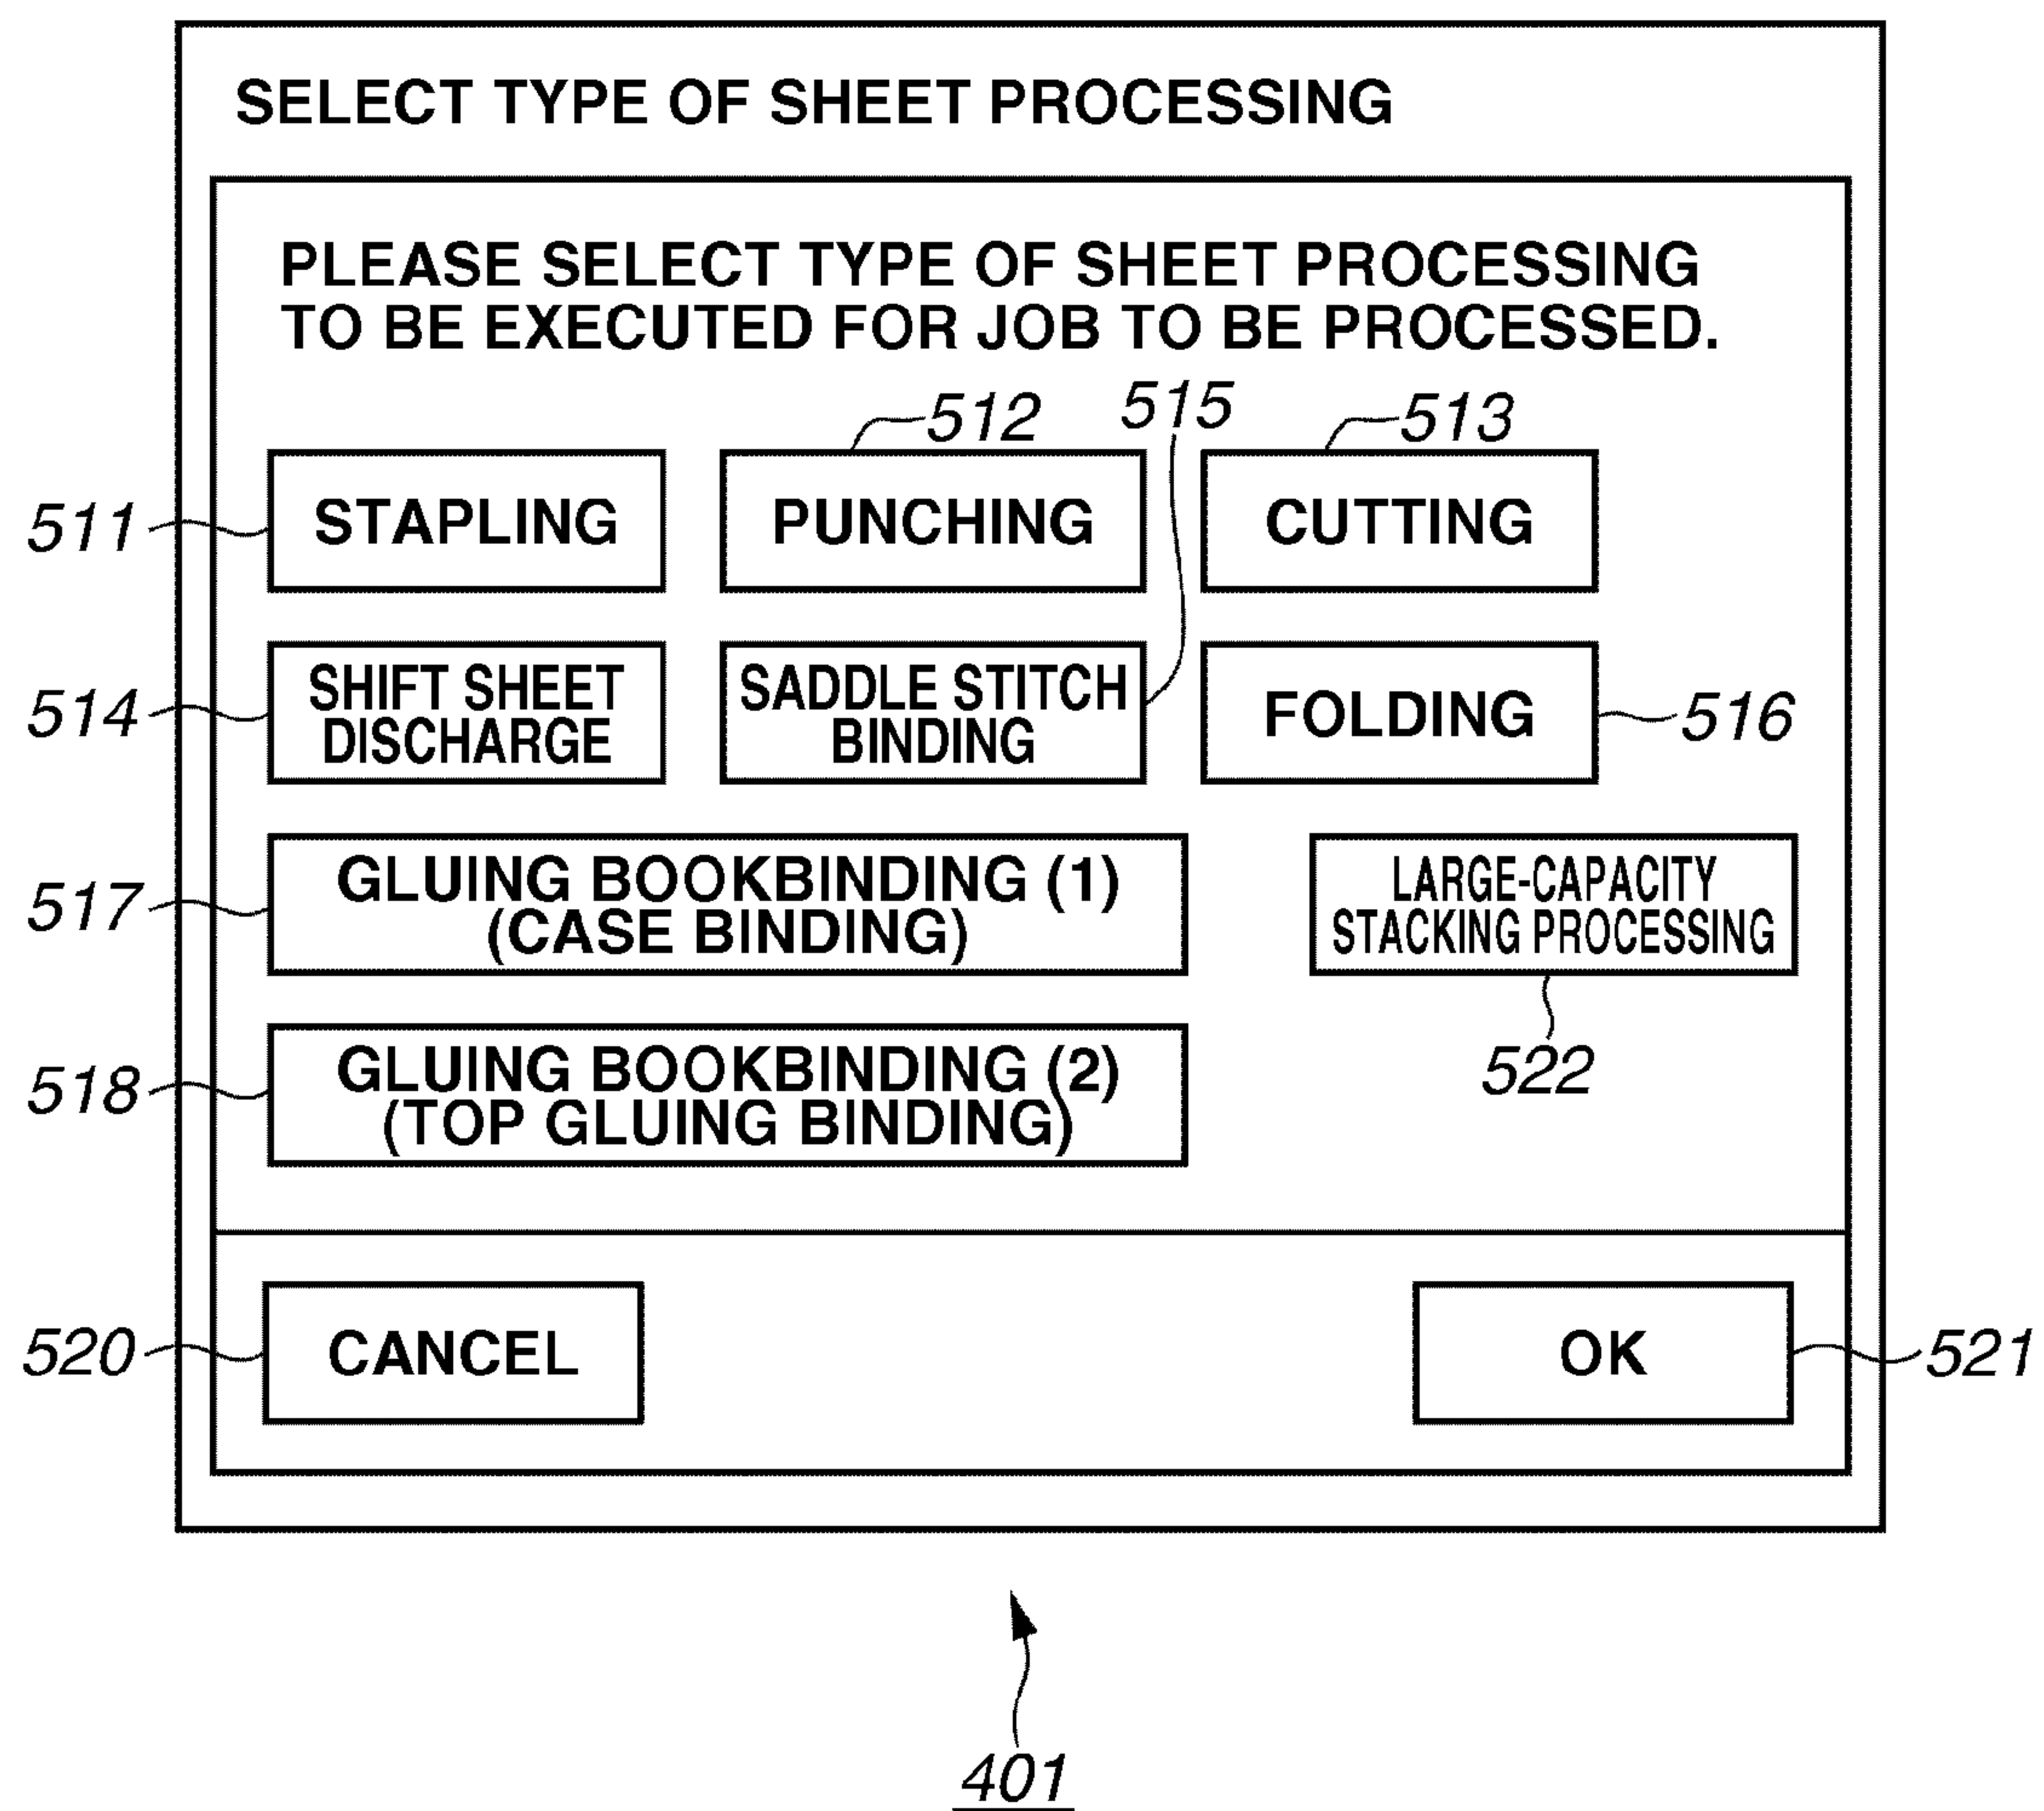 SELECT TYPE OF SHEET PROCESSING
PLEASE SELECT TYPE OF SHEET PROCESSING
TO BE EXECUTED FOR JOB TO BE PROCESSED.
512
515
513
511
STAPLING
PUNCHING
CUTTING
514
SHIFT SHEET
DISCHARGE
SADDLE STITCH
BINDING
FOLDING
516
517
GLUING BOOKBINDING (1)
(CASE BINDING)
LARGE-CAPACITY
STACKING PROCESSING
522
518
GLUING BOOKBINDING (2)
(TOP GLUING BINDING)
520
CANCEL
OK
521
401